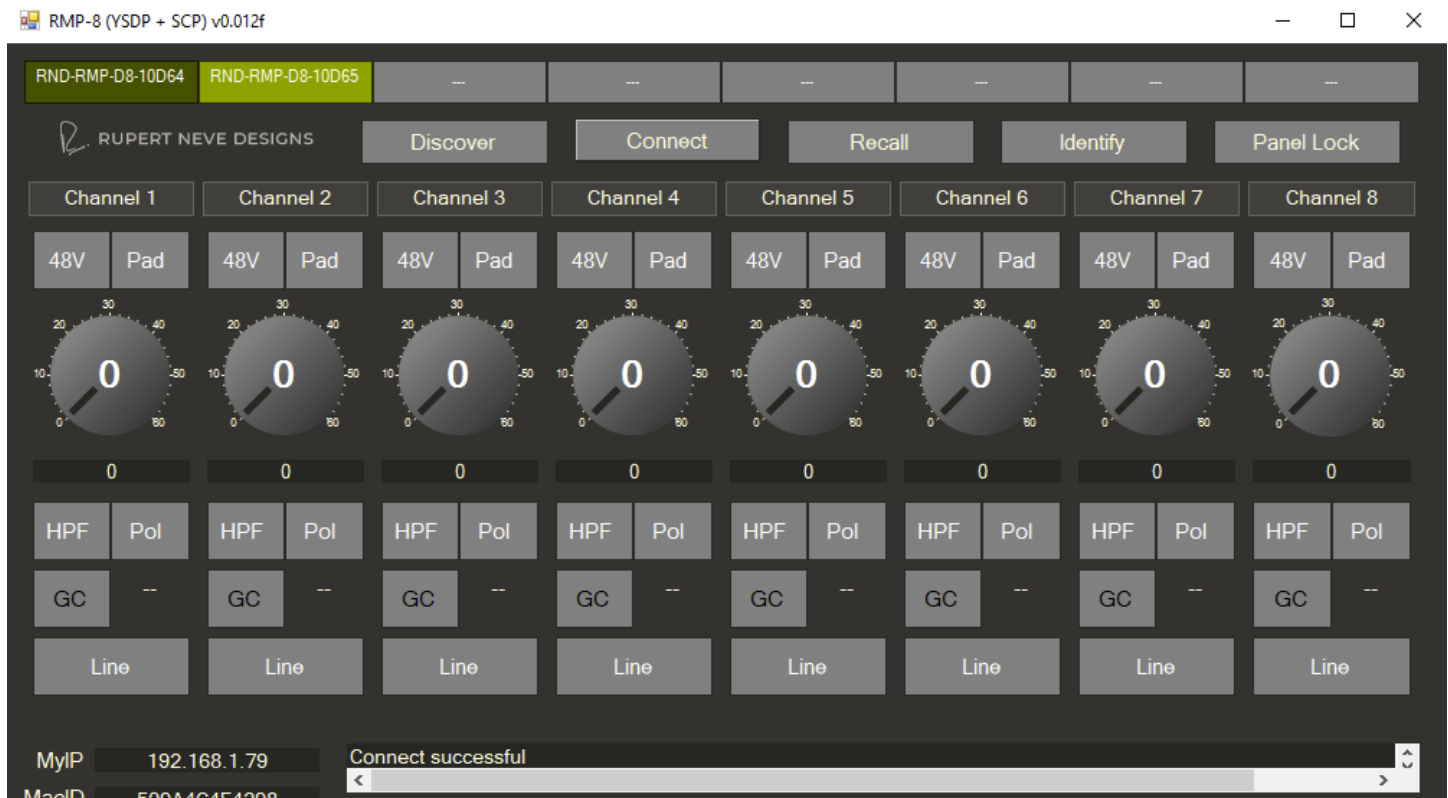 RMP-8 (YSDP + SCP) v0.012f
RND-RMP-D8-10D64 RND-RMP-D8-10D65 --- --- --- --- --- ---
RUPERT NEVE DESIGNS Discover Connect Recall Identify Panel Lock
Channel 1 Channel 2 Channel 3 Channel 4 Channel 5 Channel 6 Channel 7 Channel 8
48V Pad 48V Pad 48V Pad 48V Pad 48V Pad 48V Pad 48V Pad 48V Pad
30 30 30 30 30 30 30 30
20 40 20 40 20 40 20 40 20 40 20 40 20 40 20 40
10 0 50 10 0 50 10 0 50 10 0 50 10 0 50 10 0 50 10 0 50 10 0 50
0 60 0 60 0 60 0 60 0 60 0 60 0 60 0 60
0 0 0 0 0 0 0 0
HPF Pol HPF Pol HPF Pol HPF Pol HPF Pol HPF Pol HPF Pol HPF Pol
GC -- GC -- GC -- GC -- GC -- GC -- GC -- GC --
Line Line Line Line Line Line Line Line
MyIP 192.168.1.79 Connect successful
MacID